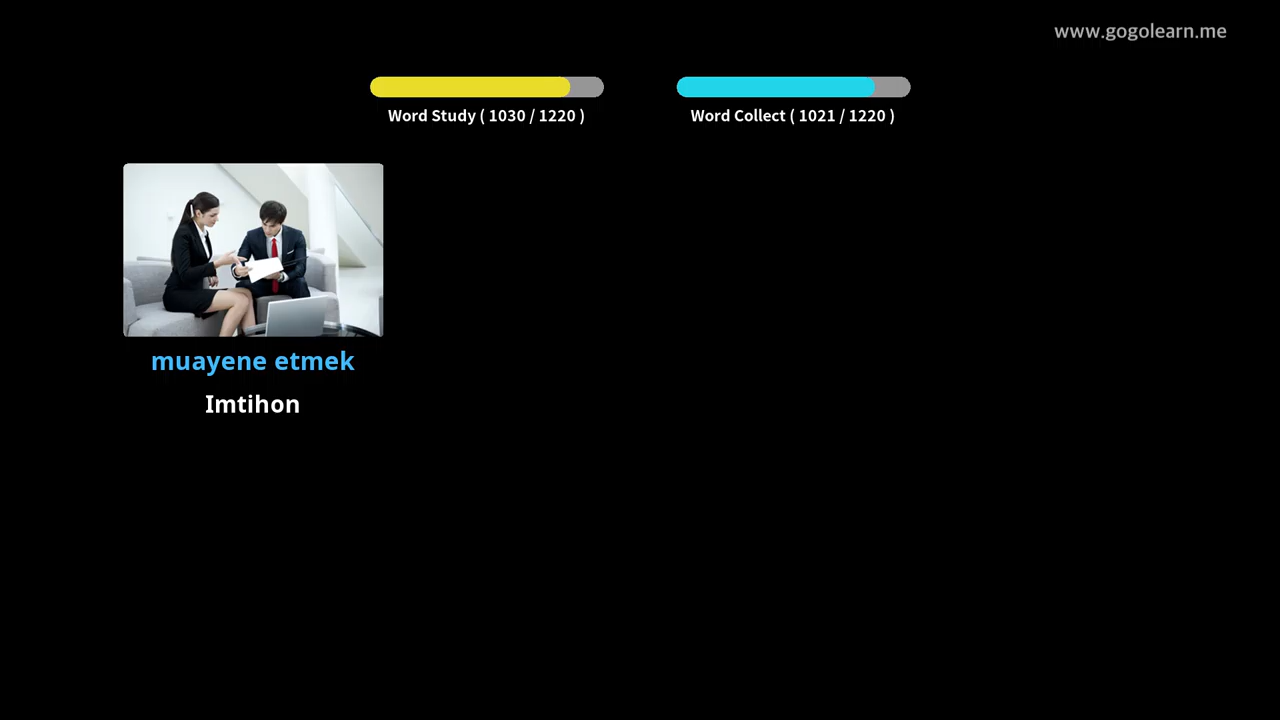 www.gogolearn.me
Word Study ( 1030 / 1220 )
Word Collect ( 1021 / 1220 )
muayene etmek
Imtihon